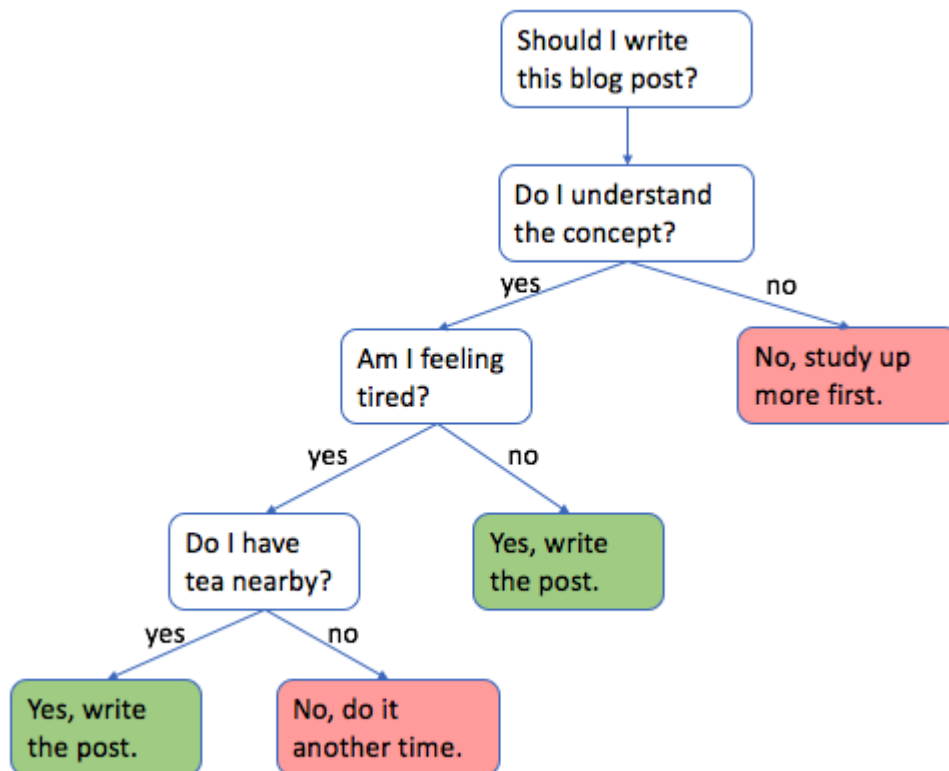 Should I write
this blog post?
Do I understand
the concept?
yes
no
Am I feeling
tired?
No, study up
more first.
yes
no
Do I have
tea nearby?
Yes, write
the post.
yes
no
Yes, write
the post.
No, do it
another time.